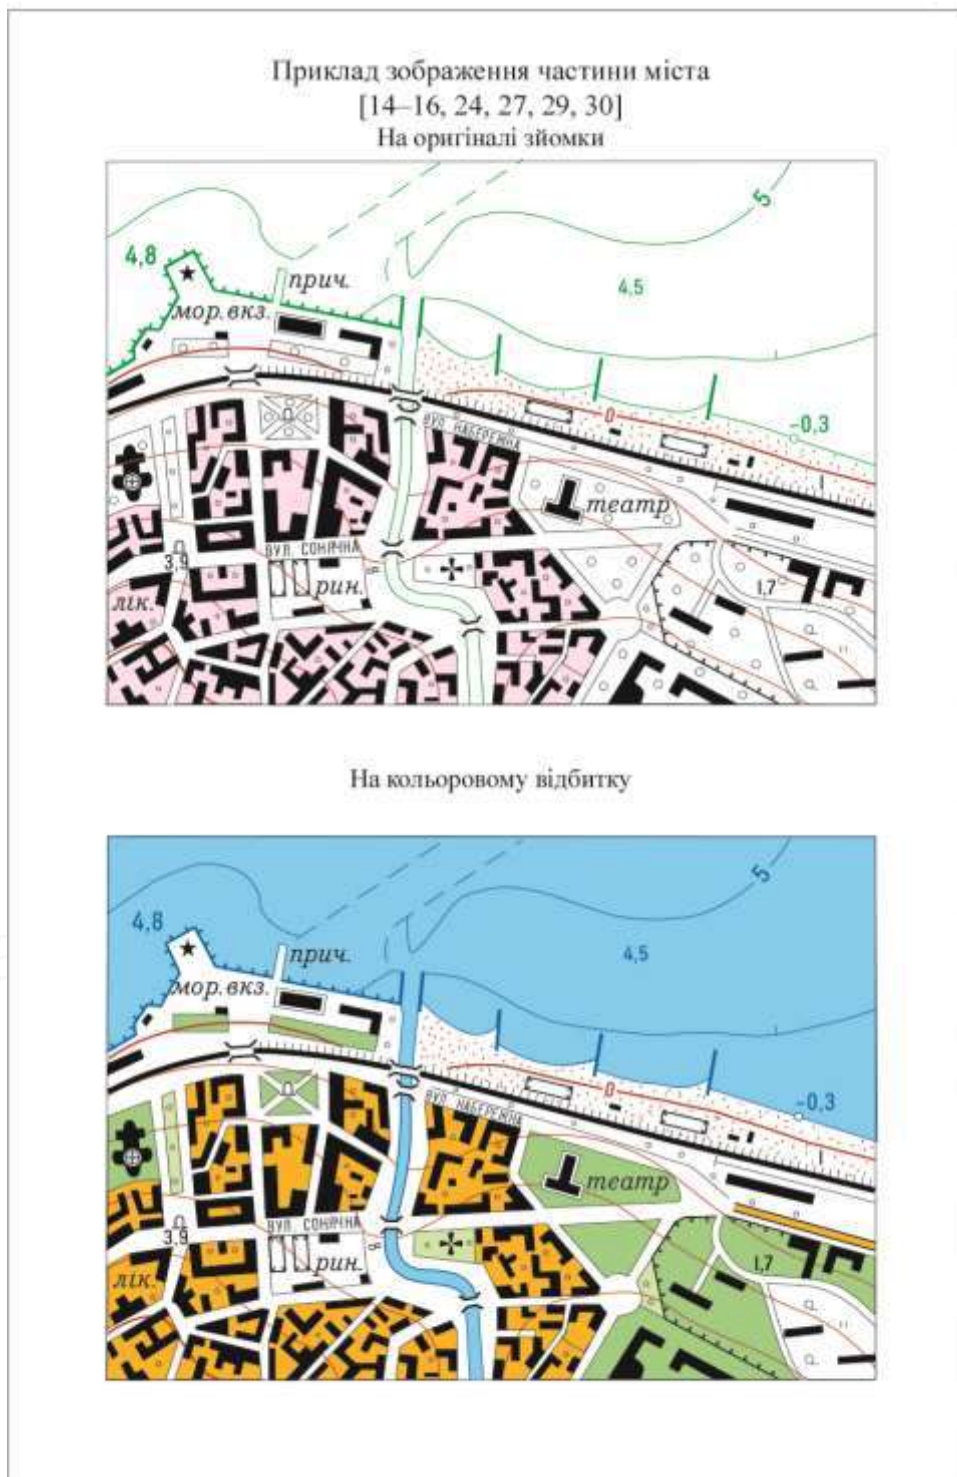 Приклад зображення частини міста
[14–16, 24, 27, 29, 30]
На оригіналі зйомки
5
4,8
прич.
4,5
мор.вкз.
0
-0,3
ВУЛ. НАБЕРЕЖНА
театр
ВУЛ. СОНЯЧНА
3,9
рин.
1,7
лік.
На кольоровому відбитку
5
4,8
прич.
4,5
мор.вкз.
0
-0,3
ВУЛ. НАБЕРЕЖНА
театр
ВУЛ. СОНЯЧНА
3,9
рин.
1,7
лік.